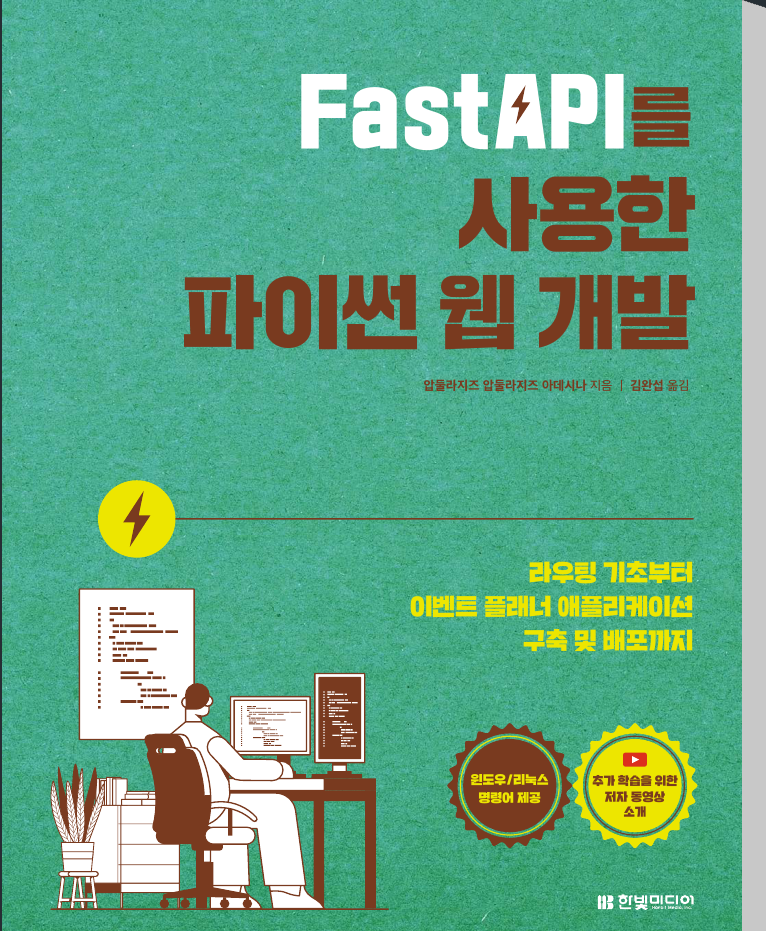 FastAPI를
사용한
파이썬 웹 개발
압둘라지즈 압둘라지즈 아데시나 지음 | 김완섭 옮김
라우팅 기초부터
이벤트 플래너 애플리케이션
구축 및 배포까지
윈도우/리눅스
명령어 제공
추가 학습을 위한
저자 동영상
소개
한빛미디어
Hanbit Media, Inc.